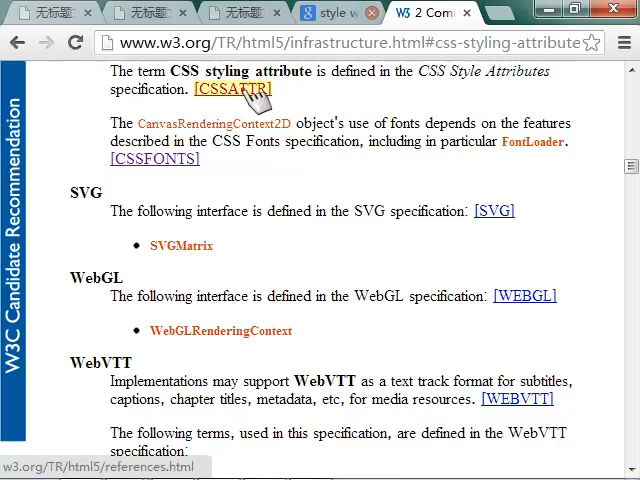 无标题
无标题
无标题
style w
W3 2 Com
www.w3.org/TR/html5/infrastructure.html#css-styling-attribute
W3C Candidate Recommendation
The term CSS styling attribute is defined in the CSS Style Attributes
specification. [CSSATTR]
The CanvasRenderingContext2D object's use of fonts depends on the features
described in the CSS Fonts specification, including in particular FontLoader.
[CSSFONTS]
SVG
The following interface is defined in the SVG specification: [SVG]
SVGMatrix
WebGL
The following interface is defined in the WebGL specification: [WEBGL]
WebGLRenderingContext
WebVTT
Implementations may support WebVTT as a text track format for subtitles,
captions, chapter titles, metadata, etc, for media resources. [WEBVTT]
The following terms, used in this specification, are defined in the WebVTT
specification:
w3.org/TR/html5/references.html